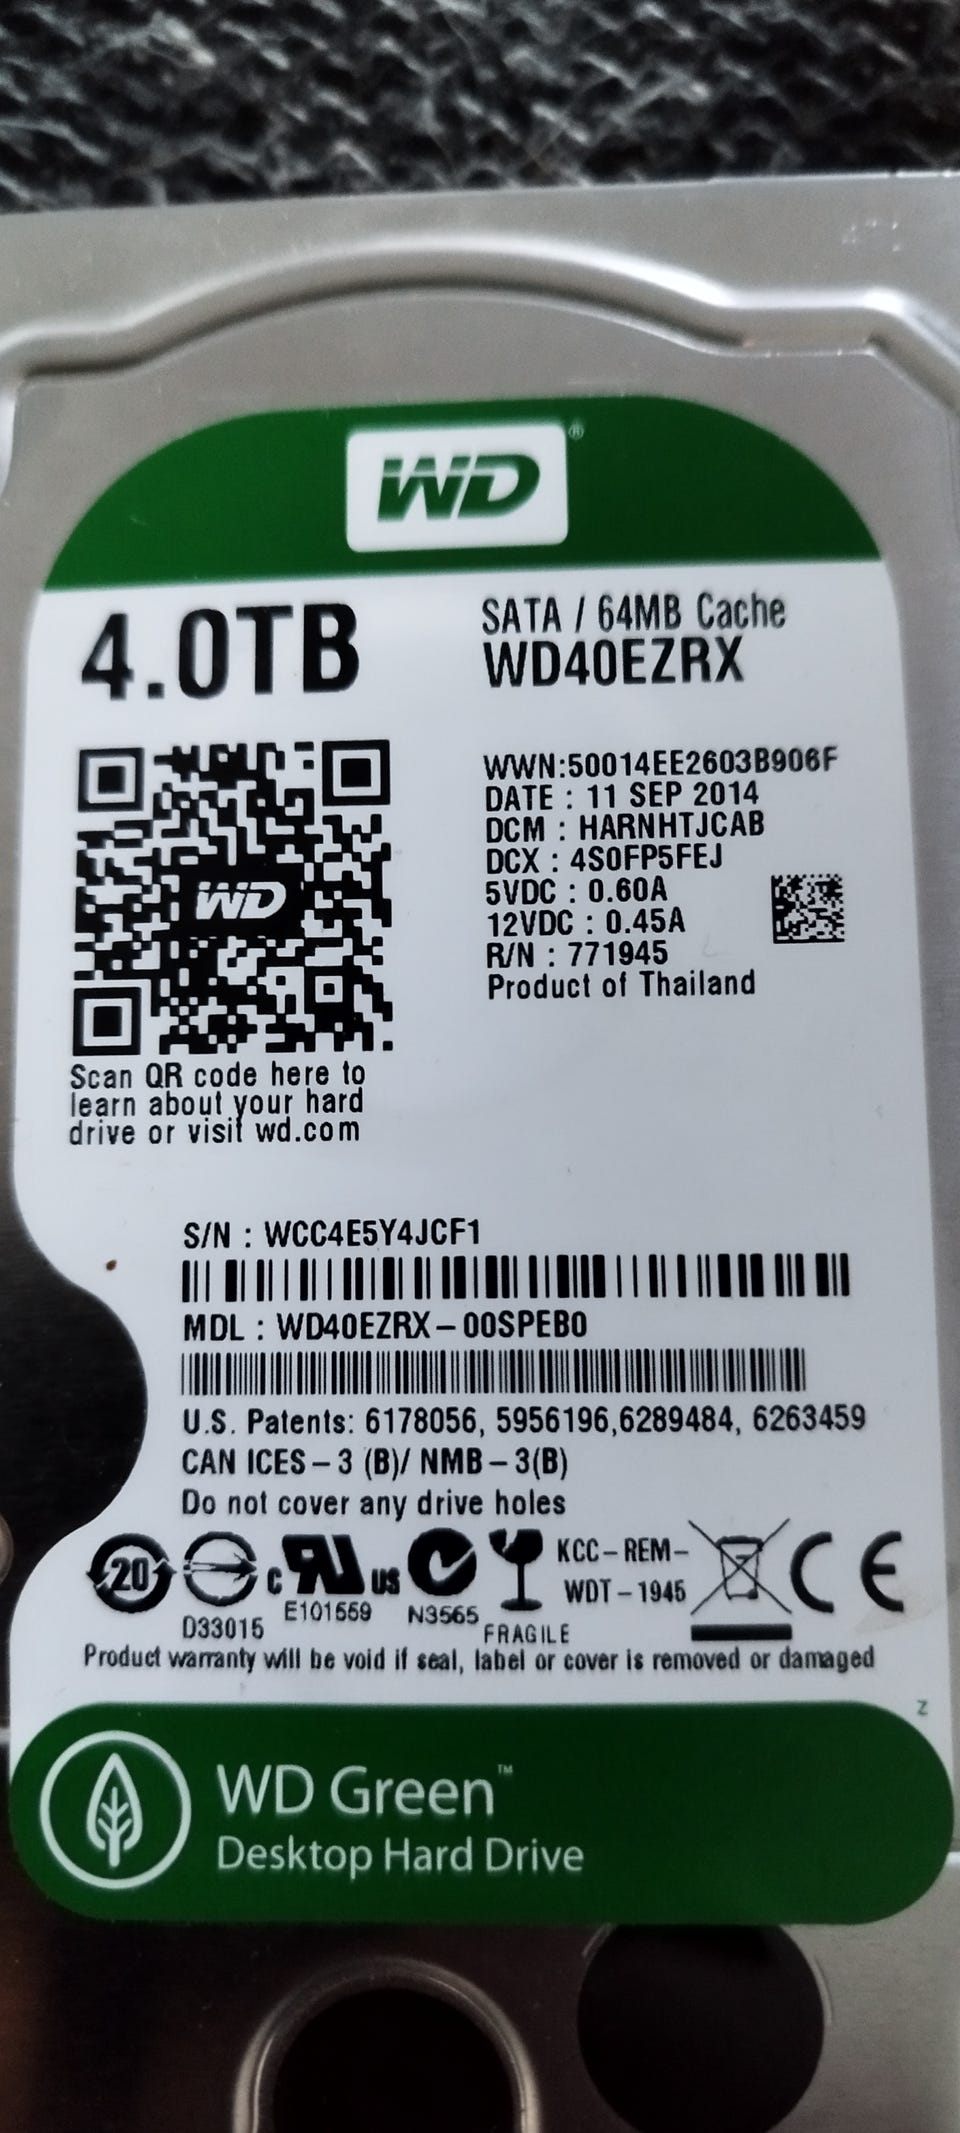 WD®
4.0TB
SATA / 64MB Cache
WD40EZRX
WWN:50014EE2603B906F
DATE : 11 SEP 2014
DCM : HARNHTJCAB
DCX : 4S0FP5FEJ
5VDC : 0.60A
12VDC : 0.45A
R/N : 771945
Product of Thailand
WD
Scan QR code here to
learn about your hard
drive or visit wd.com
S/N : WCC4E5Y4JCF1
MDL : WD40EZRX-00SPEB0
U.S. Patents: 6178056, 5956196,6289484, 6263459
CAN ICES-3 (B)/ NMB-3(B)
Do not cover any drive holes
20
D33015
c RU US
E101559
N3565
FRAGILE
KCC-REM-
WDT-1945
CE
Product warranty will be void if seal, label or cover is removed or damaged
Z
WD Green™
Desktop Hard Drive